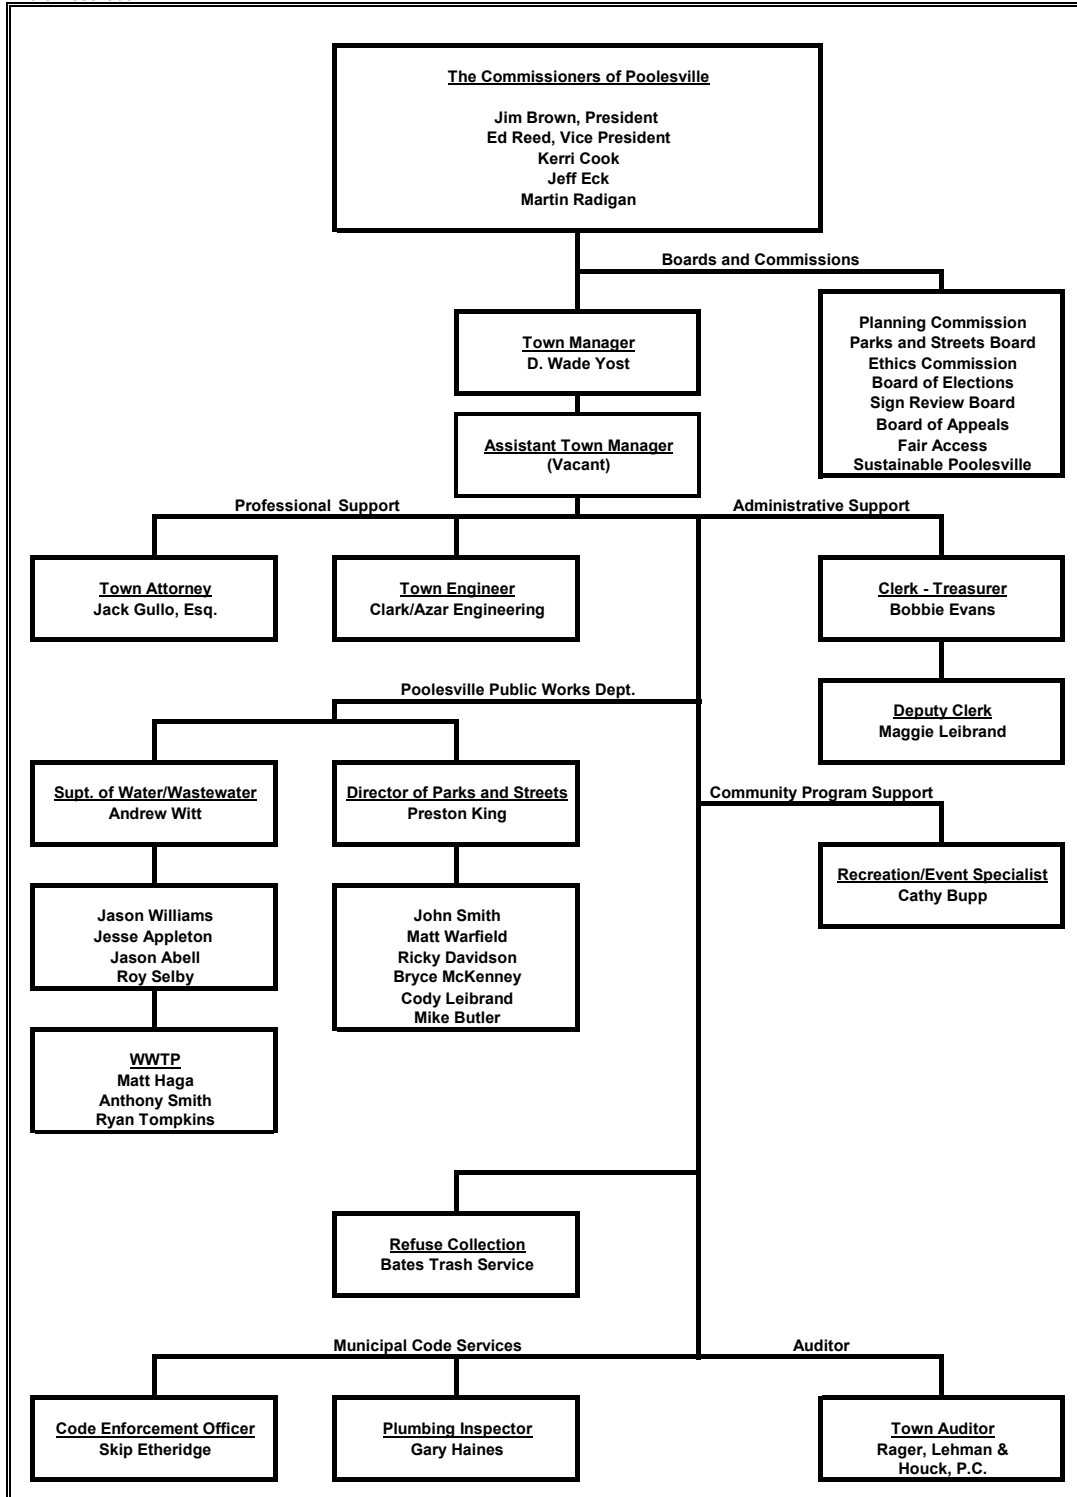 The Commissioners of Poolesville
Jim Brown, President
Ed Reed, Vice President
Kerri Cook
Jeff Eck
Martin Radigan
Boards and Commissions
Planning Commission
Parks and Streets Board
Ethics Commission
Board of Elections
Sign Review Board
Board of Appeals
Fair Access
Sustainable Poolesville
Town Manager
D. Wade Yost
Assistant Town Manager
(Vacant)
Professional Support
Administrative Support
Town Attorney
Jack Gullo, Esq.
Town Engineer
Clark/Azar Engineering
Clerk - Treasurer
Bobbie Evans
Deputy Clerk
Maggie Leibrand
Poolesville Public Works Dept.
Supt. of Water/Wastewater
Andrew Witt
Director of Parks and Streets
Preston King
Community Program Support
Recreation/Event Specialist
Cathy Bupp
Jason Williams
Jesse Appleton
Jason Abell
Roy Selby
John Smith
Matt Warfield
Ricky Davidson
Bryce McKenney
Cody Leibrand
Mike Butler
WWTP
Matt Haga
Anthony Smith
Ryan Tompkins
Refuse Collection
Bates Trash Service
Municipal Code Services
Auditor
Code Enforcement Officer
Skip Etheridge
Plumbing Inspector
Gary Haines
Town Auditor
Rager, Lehman &
Houck, P.C.